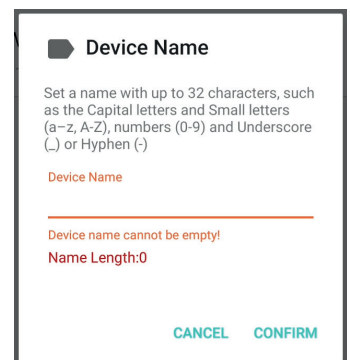 Device Name
Set a name with up to 32 characters, such
as the Capital letters and Small letters
(a–z, A-Z), numbers (0-9) and Underscore
(_) or Hyphen (-)
Device Name
Device name cannot be empty!
Name Length:0
CANCEL CONFIRM